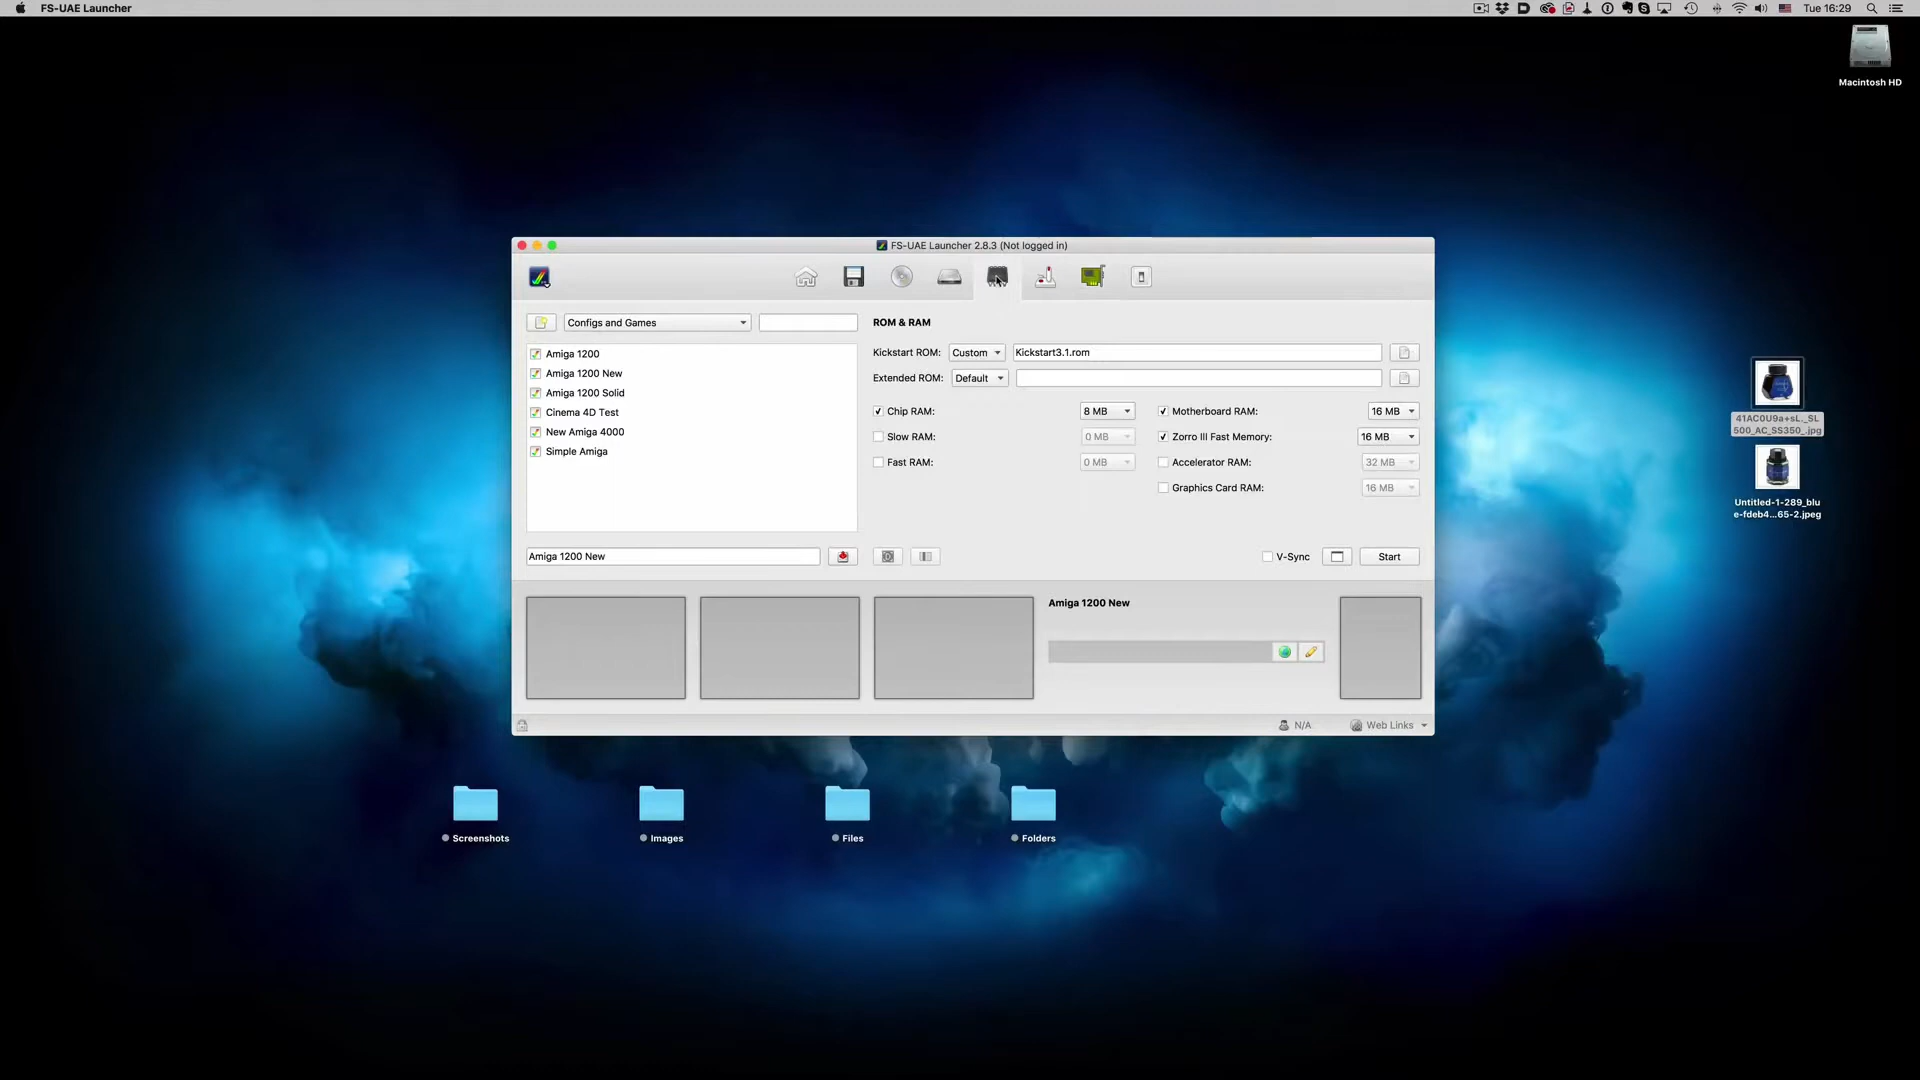 FS-UAE Launcher
Tue 16:29
Macintosh HD
FS-UAE Launcher 2.8.3 (Not logged in)
Configs and Games
ROM & RAM
Kickstart ROM: Custom Kickstart3.1.rom
Extended ROM: Default
Amiga 1200
Amiga 1200 New
Amiga 1200 Solid
Cinema 4D Test
New Amiga 4000
Simple Amiga
Chip RAM: 8 MB
Motherboard RAM: 16 MB
Slow RAM: 0 MB
Zorro III Fast Memory: 16 MB
Fast RAM: 0 MB
Accelerator RAM: 32 MB
Graphics Card RAM: 16 MB
Amiga 1200 New
V-Sync
Start
Amiga 1200 New
N/A
Web Links
41AC0U9a+sL._SL
500_AC_SS350_.jpg
Untitled-1-289_blu
e-fdeb4...65-2.jpeg
Screenshots
Images
Files
Folders